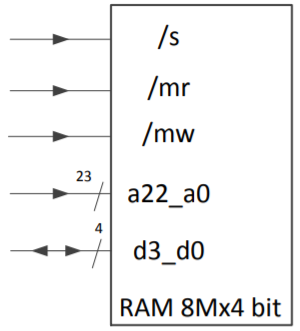 /s
/mr
/mw
23
a22_a0
4
d3_d0
RAM 8Mx4 bit